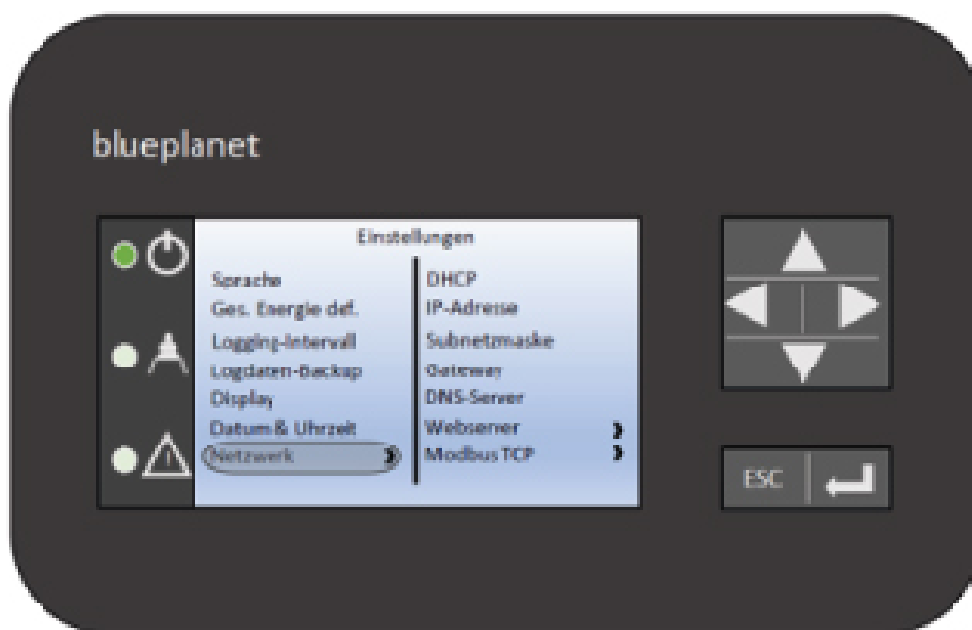 blueplanet
Einstellungen
Sprache
Ges. Energie def.
Logging-Intervall
Logdaten-Backup
Display
Datum & Uhrzeit
Netzwerk
DHCP
IP-Adresse
Subnetzmaske
Gateway
DNS-Server
Webserver
Modbus TCP
ESC